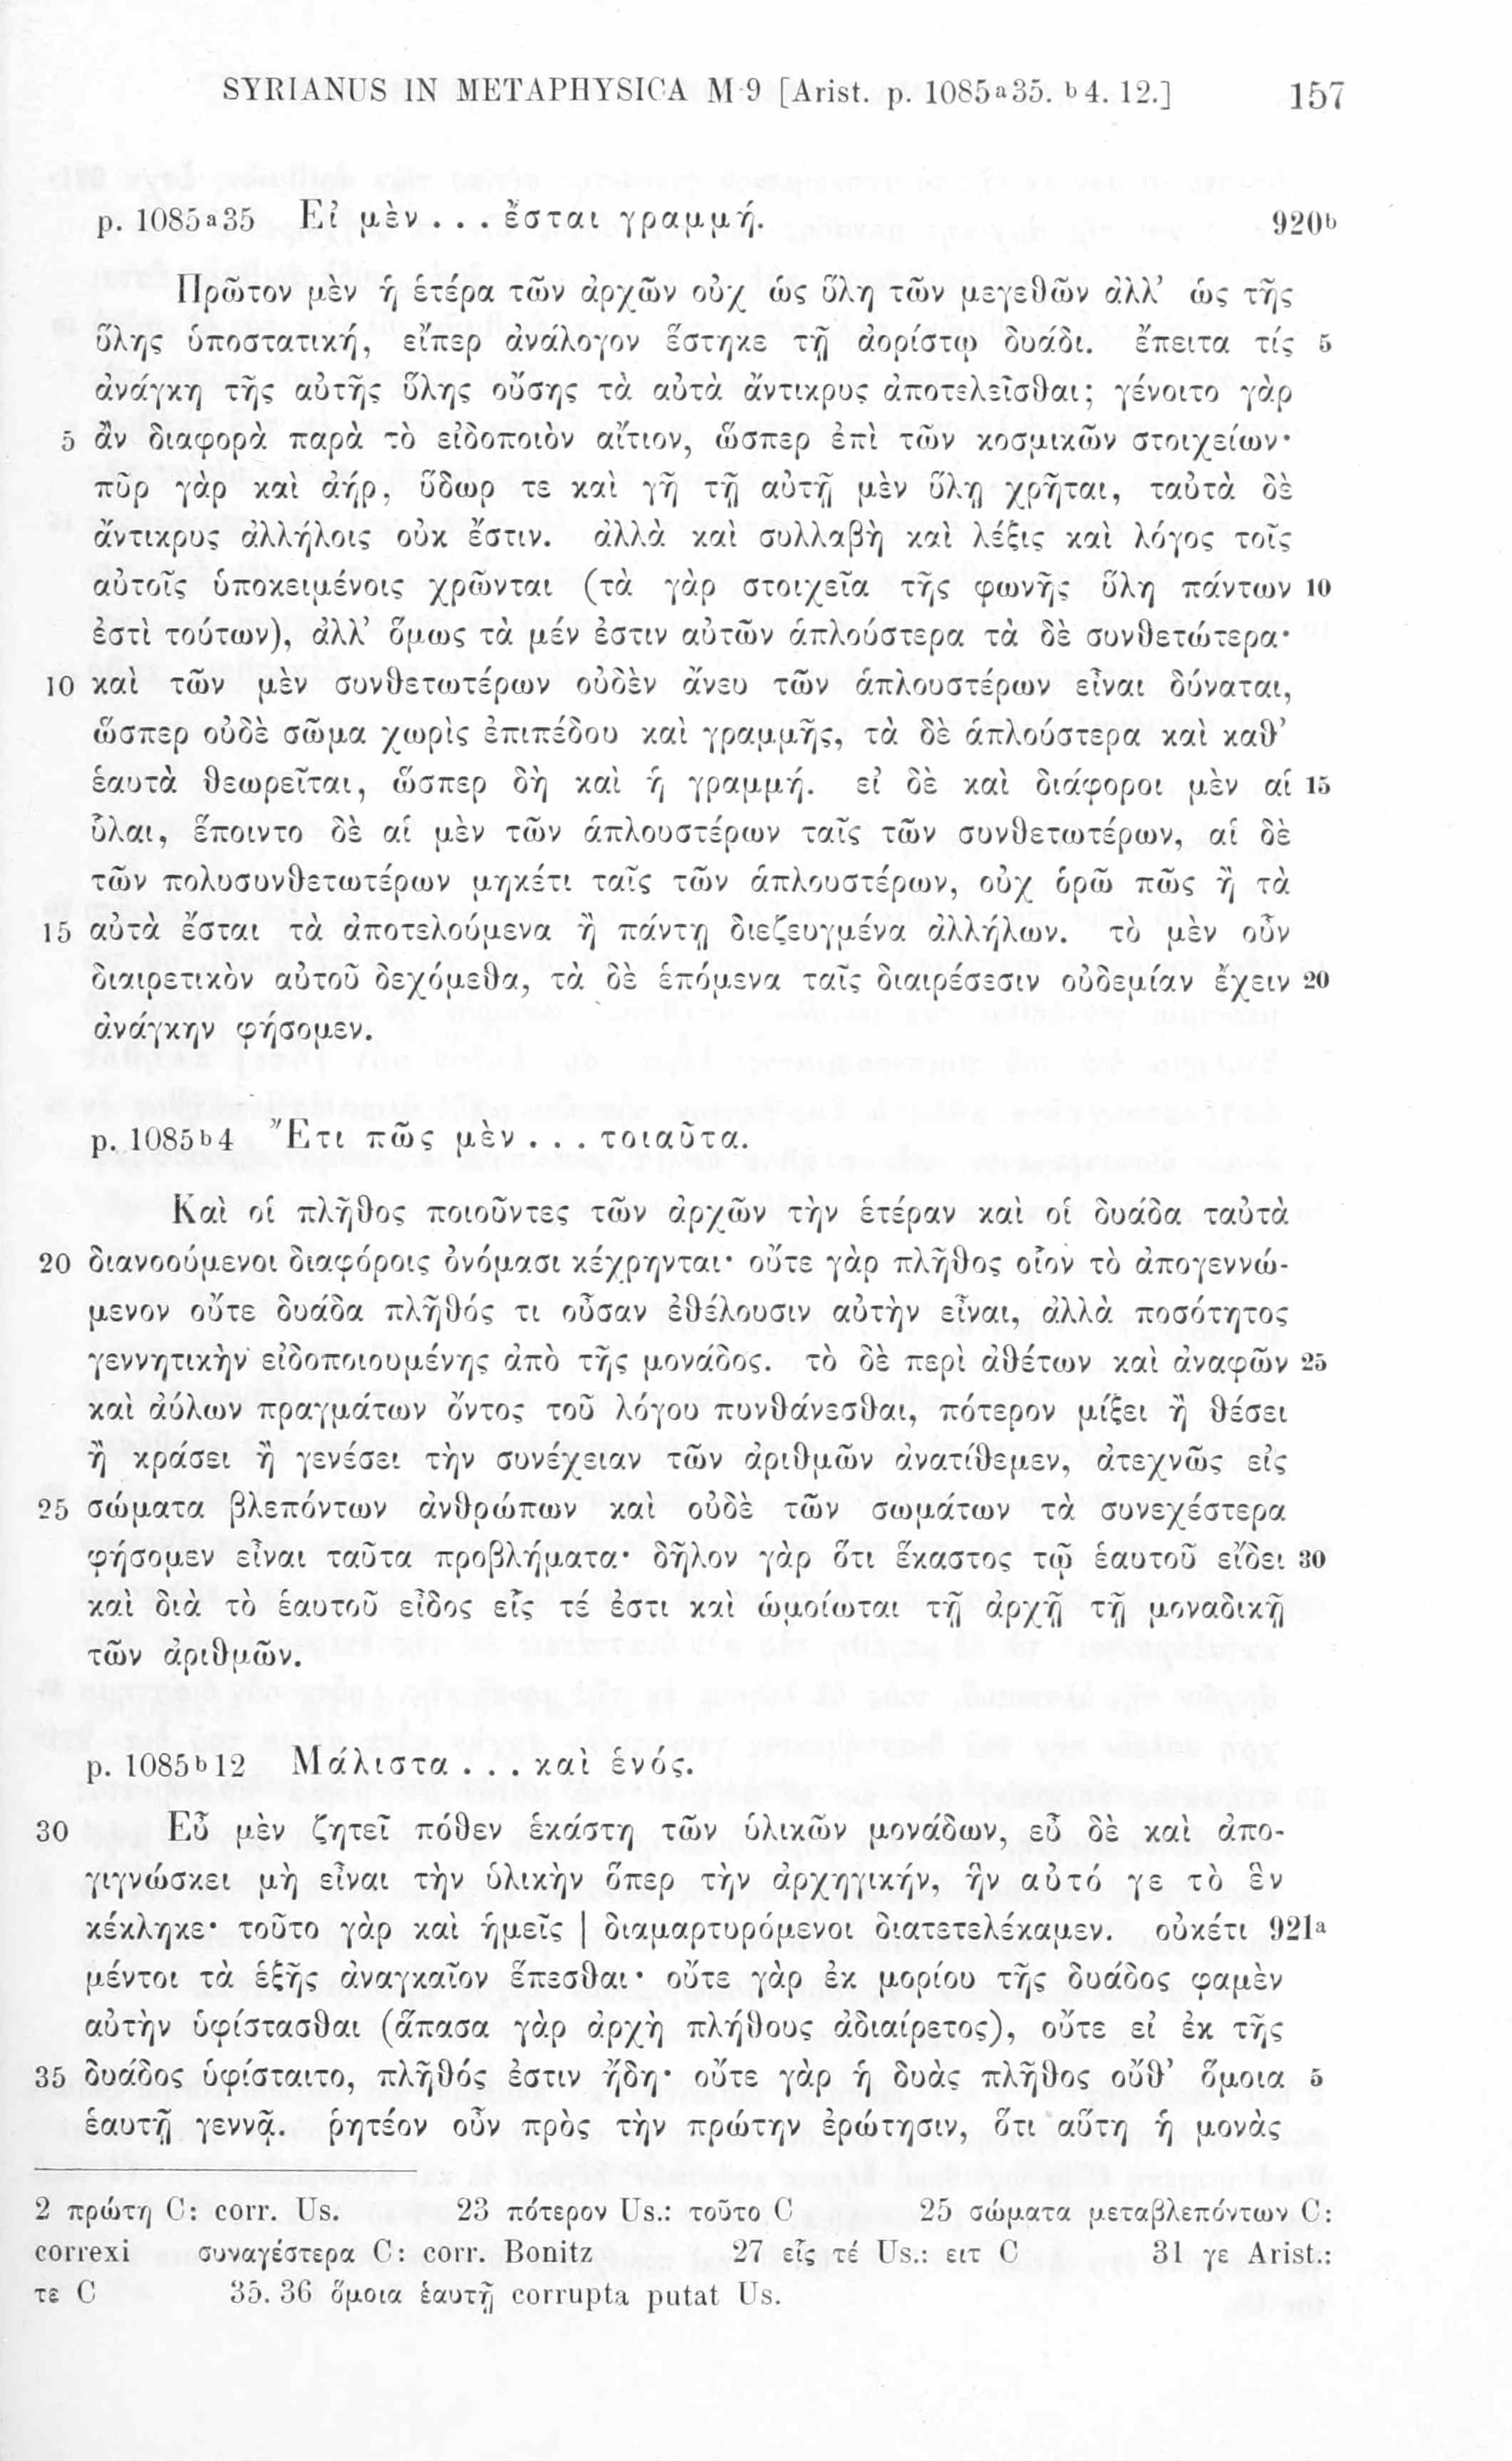 SYRIANUS IN METAPHYSICA M 9 [Arist. p. 1085a35. b4. 12.] 157
p. 1085a35 Εἰ μὲν . . . ἔσται γραμμή. 920b
Πρῶτον μὲν ἡ ἑτέρα τῶν ἀρχῶν οὐχ ὡς ὕλη τῶν μεγεθῶν ἀλλ’ ὡς τῆς
ὕλης ὑποστατική, εἴπερ ἀνάλογον ἕστηκε τῇ ἀορίστῳ δυάδι. ἔπειτα τίς 5
ἀνάγκη τῆς αὐτῆς ὕλης οὔσης τὰ αὐτὰ ἄντικρυς ἀποτελεῖσθαι; γένοιτο γὰρ
5 ἂν διαφορὰ παρὰ τὸ εἰδοποιὸν αἴτιον, ὥσπερ ἐπὶ τῶν κοσμικῶν στοιχείων·
πῦρ γὰρ καὶ ἀήρ, ὕδωρ τε καὶ γῆ τῇ αὐτῇ μὲν ὕλῃ χρῆται, ταὐτὰ δὲ
ἄντικρυς ἀλλήλοις οὐκ ἔστιν. ἀλλὰ καὶ συλλαβὴ καὶ λέξις καὶ λόγος τοῖς
αὐτοῖς ὑποκειμένοις χρῶνται (τὰ γὰρ στοιχεῖα τῆς φωνῆς ὕλη πάντων 10
ἐστὶ τούτων), ἀλλ’ ὅμως τὰ μέν ἐστιν αὐτῶν ἁπλούστερα τὰ δὲ συνθετώτερα·
10 καὶ τῶν μὲν συνθετωτέρων οὐδὲν ἄνευ τῶν ἁπλουστέρων εἶναι δύναται,
ὥσπερ οὐδὲ σῶμα χωρὶς ἐπιπέδου καὶ γραμμῆς, τὰ δὲ ἁπλούστερα καὶ καθ’
ἑαυτὰ θεωρεῖται, ὥσπερ δὴ καὶ ἡ γραμμή. εἰ δὲ καὶ διάφοροι μὲν αἱ 15
ὗλαι, ἕποιντο δὲ αἱ μὲν τῶν ἁπλουστέρων ταῖς τῶν συνθετωτέρων, αἱ δὲ
τῶν πολυσυνθετωτέρων μηκέτι ταῖς τῶν ἁπλουστέρων, οὐχ ὁρῶ πῶς ἢ τὰ
15 αὐτὰ ἔσται τὰ ἀποτελούμενα ἢ πάντῃ διεζευγμένα ἀλλήλων. τὸ μὲν οὖν
διαιρετικὸν αὐτοῦ δεχόμεθα, τὰ δὲ ἑπόμενα ταῖς διαιρέσεσιν οὐδεμίαν ἔχειν 20
ἀνάγκην φήσομεν.
p. 1085b4 Ἔτι πῶς μὲν . . . τοιαῦτα.
Καὶ οἱ πλῆθος ποιοῦντες τῶν ἀρχῶν τὴν ἑτέραν καὶ οἱ δυάδα ταὐτὰ
20 διανοούμενοι διαφόροις ὀνόμασι κέχρηνται· οὔτε γὰρ πλῆθος οἷον τὸ ἀπογεννώ-
μενον οὔτε δυάδα πλῆθός τι οὖσαν ἐθέλουσιν αὐτὴν εἶναι, ἀλλὰ ποσότητος
γεννητικὴν εἰδοποιουμένης ἀπὸ τῆς μονάδος. τὸ δὲ περὶ ἀθέτων καὶ ἀναφῶν 25
καὶ ἀύλων πραγμάτων ὄντος τοῦ λόγου πυνθάνεσθαι, πότερον μίξει ἢ θέσει
ἢ κράσει ἢ γενέσει τὴν συνέχειαν τῶν ἀριθμῶν ἀνατίθεμεν, ἀτεχνῶς εἰς
25 σώματα βλεπόντων ἀνθρώπων καὶ οὐδὲ τῶν σωμάτων τὰ συνεχέστερα
φήσομεν εἶναι ταῦτα προβλήματα· δῆλον γὰρ ὅτι ἕκαστος τῷ ἑαυτοῦ εἴδει 30
καὶ διὰ τὸ ἑαυτοῦ εἶδος εἷς τέ ἐστι καὶ ὡμοίωται τῇ ἀρχῇ τῇ μοναδικῇ
τῶν ἀριθμῶν.
p. 1085b12 Μάλιστα . . . καὶ ἑνός.
30 Εὖ μὲν ζητεῖ πόθεν ἑκάστη τῶν ὑλικῶν μονάδων, εὖ δὲ καὶ ἀπο-
γιγνώσκει μὴ εἶναι τὴν ὑλικὴν ὅπερ τὴν ἀρχηγικήν, ἣν αὐτό γε τὸ ἓν
κέκληκε· τοῦτο γὰρ καὶ ἡμεῖς | διαμαρτυρόμενοι διατετελέκαμεν. οὐκέτι 921a
μέντοι τὰ ἑξῆς ἀναγκαῖον ἕπεσθαι· οὔτε γὰρ ἐκ μορίου τῆς δυάδος φαμὲν
αὐτὴν ὑφίστασθαι (ἅπασα γὰρ ἀρχὴ πλήθους ἀδιαίρετος), οὔτε εἰ ἐκ τῆς
35 δυάδος ὑφίσταιτο, πλῆθός ἐστιν ἤδη· οὔτε γὰρ ἡ δυὰς πλῆθος οὔθ’ ὅμοια 5
ἑαυτῇ γεννᾷ. ῥητέον οὖν πρὸς τὴν πρώτην ἐρώτησιν, ὅτι αὕτη ἡ μονὰς
2 πρώτη C: corr. Us. 23 πότερον Us.: τοῦτο C 25 σώματα μεταβλεπόντων C:
correxi συναγέστερα C: corr. Bonitz 27 εἷς τέ Us.: ειτ C 31 γε Arist.:
τε C 35. 36 ὅμοια ἑαυτῇ corrupta putat Us.